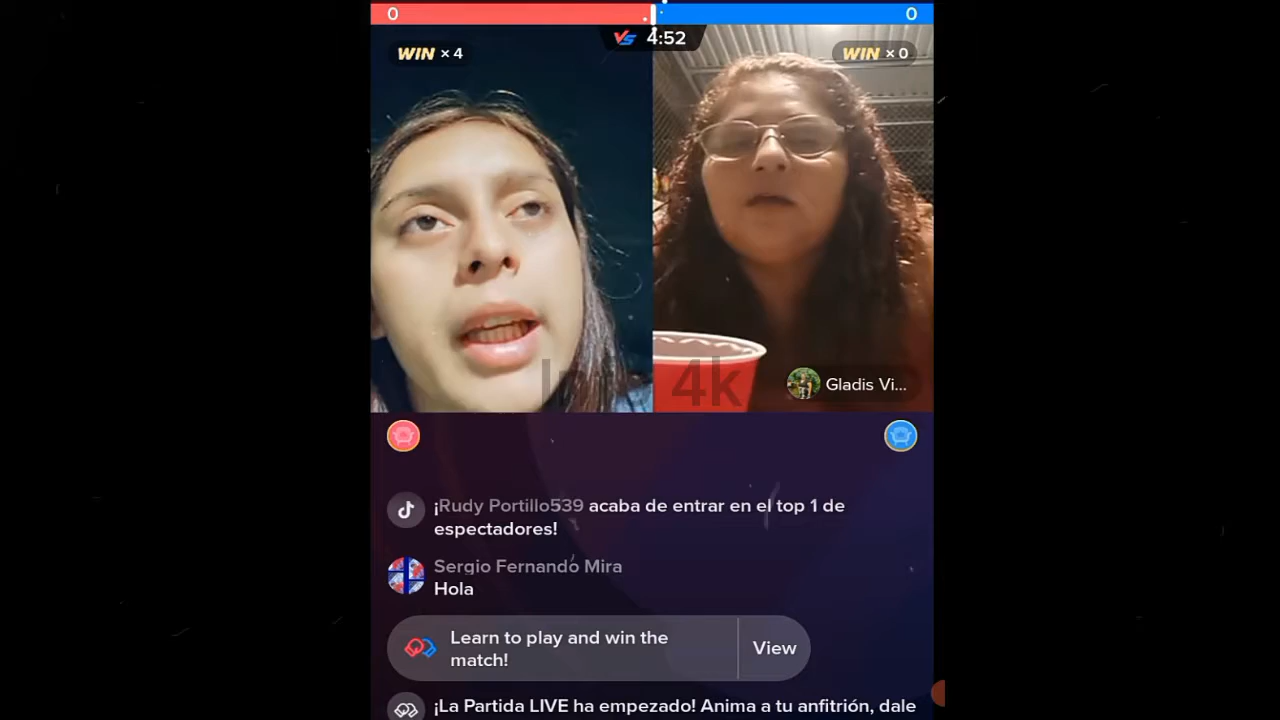 0
0
VS 4:52
WIN × 4
WIN × 0
4k
Gladis Vi...
¡Rudy Portillo539 acaba de entrar en el top 1 de
espectadores!
Sergio Fernando Mira
Hola
Learn to play and win the
match!
View
¡La Partida LIVE ha empezado! Anima a tu anfitrión, dale